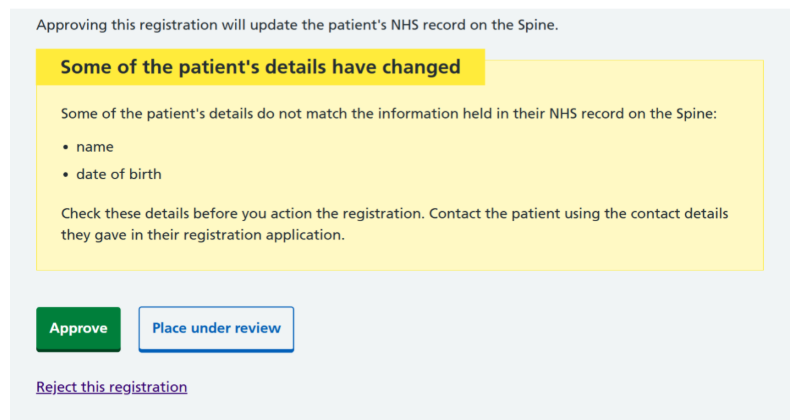 Approving this registration will update the patient's NHS record on the Spine.
Some of the patient's details have changed
Some of the patient's details do not match the information held in their NHS record on the Spine:
• name
• date of birth
Check these details before you action the registration. Contact the patient using the contact details
they gave in their registration application.
Approve
Place under review
Reject this registration